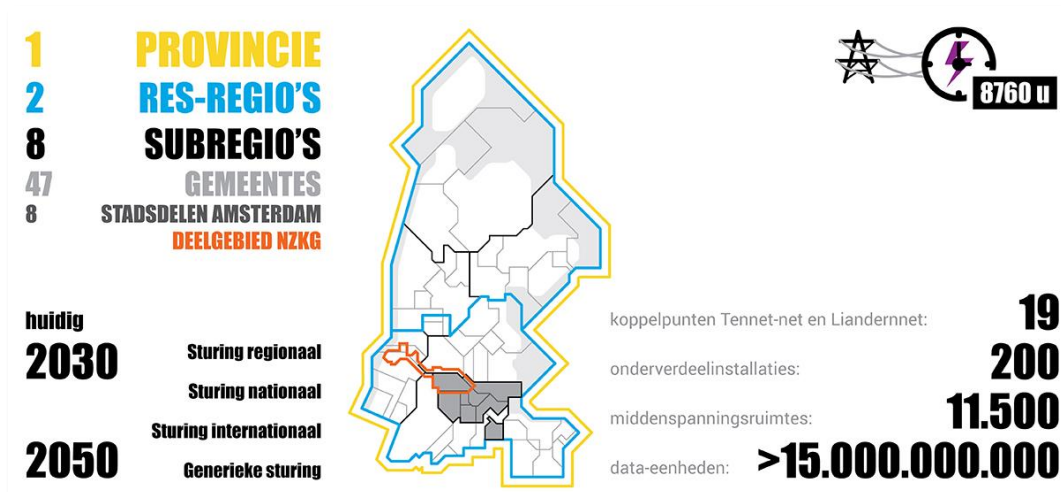 1 PROVINCIE
2 RES-REGIO'S
8 SUBREGIO'S
47 GEMEENTES
8 STADSDELEN AMSTERDAM
DEELGEBIED NZKG
8760 u
huidig
2030
2050
Sturing regionaal
Sturing nationaal
Sturing internationaal
Generieke sturing
koppelpunten Tennet-net en Liandernnet: 19
onderverdeelinstallaties: 200
middenspanningsruimtes: 11.500
data-eenheden: >15.000.000.000